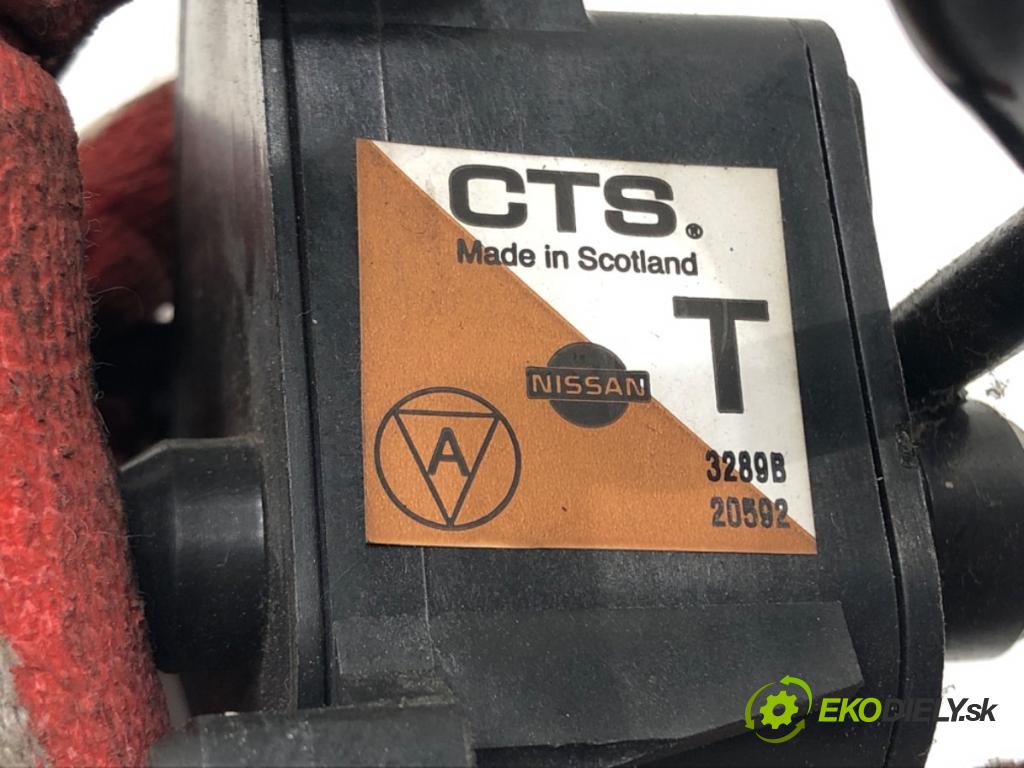 CTS.®
Made in Scotland
T
NISSAN
A
3289B
20592
EKODIELY.sk